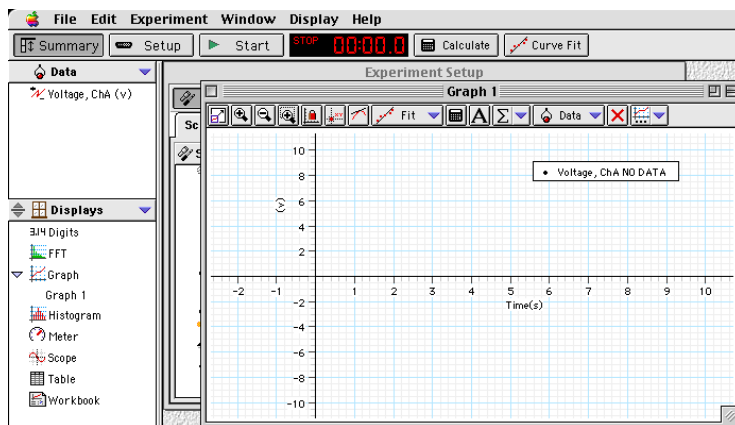 File Edit Experiment Window Display Help
Summary Setup Start STOP 00:00.0 Calculate Curve Fit
Data
Voltage, ChA (v)
Displays
3.14 Digits
FFT
Graph
Graph 1
Histogram
Meter
Scope
Table
Workbook
Experiment Setup
Sc
S
Graph 1
Fit A Σ Data
Voltage, ChA NO DATA
(v)
10
8
6
4
2
-2
-4
-6
-8
-10
-2 -1 1 2 3 4 5 6 7 8 9 10
Time(s)